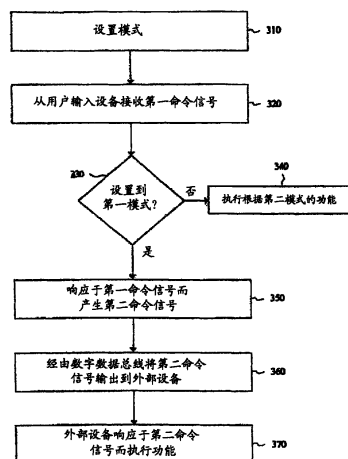 设置模式
310
从用户输入设备接收第一命令信号
320
330
设置到
第一模式?
否
340
执行根据第二模式的功能
是
响应于第一命令信号而
产生第二命令信号
350
经由数字数据总线将第二命令
信号输出到外部设备
360
外部设备响应于第二命令
信号而执行功能
370